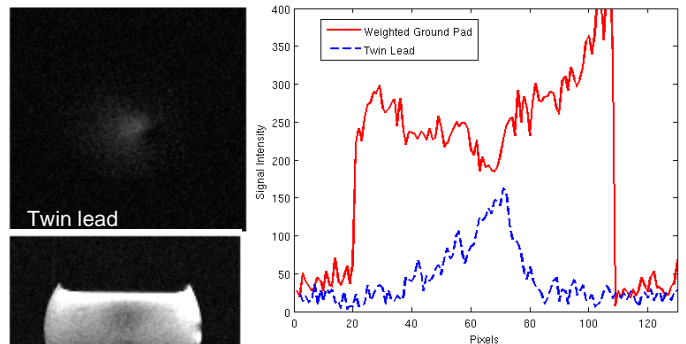 Twin lead
400
350
300
250
200
150
100
50
0
Signal Intensity
Weighted Ground Pad
Twin Lead
0 20 40 60 80 100 120
Pixels